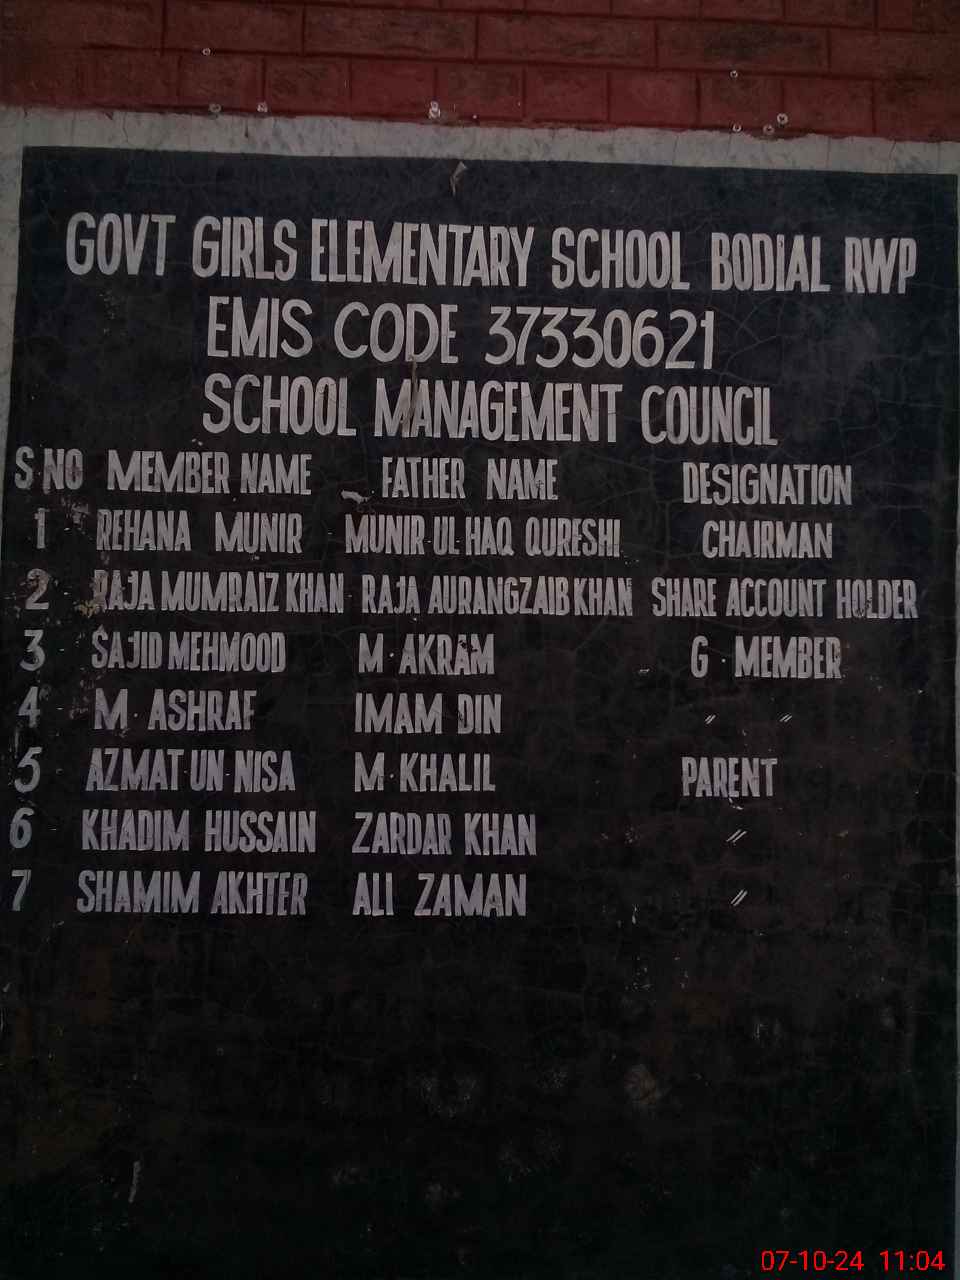 GOVT GIRLS ELEMENTARY SCHOOL BODIAL RWP
EMIS CODE 37330621
SCHOOL MANAGEMENT COUNCIL
S.NO MEMBER NAME FATHER NAME DESIGNATION
1 REHANA MUNIR MUNIR-UL HAQ QURESHI CHAIRMAN
2 RAJA MUMRAIZ KHAN RAJA AURANGZAIB KHAN SHARE ACCOUNT HOLDER
3 SAJID MEHMOOD M. AKRAM G. MEMBER
4 M. ASHRAF IMAM DIN 〃 〃
5 AZMAT-UN-NISA M. KHALIL PARENT
6 KHADIM HUSSAIN ZARDAR KHAN 〃
7 SHAMIM AKHTER ALI ZAMAN 〃
07-10-24 11:04